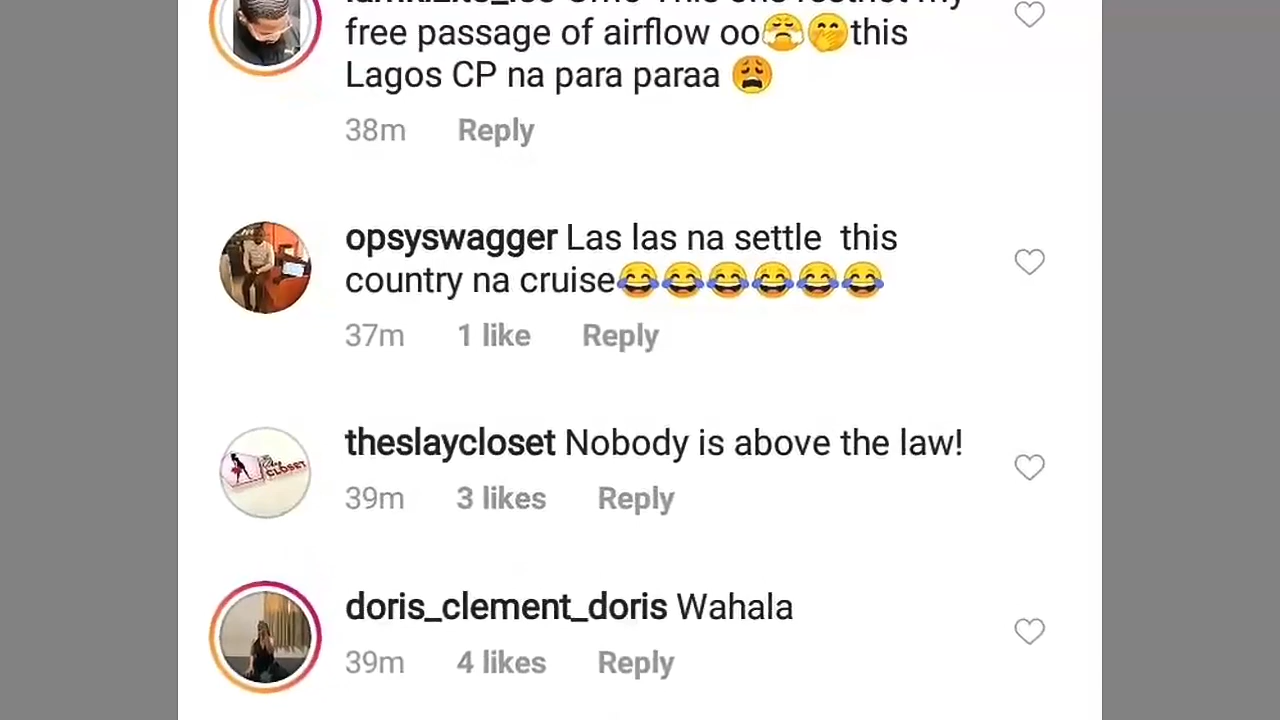 free passage of airflow oo😤🤭this
Lagos CP na para paraa 😩
38m Reply
opsyswagger Las las na settle  this
country na cruise😂😂😂😂😂😂
37m 1 like Reply
theslaycloset Nobody is above the law!
39m 3 likes Reply
CLOSET
doris_clement_doris Wahala
39m 4 likes Reply